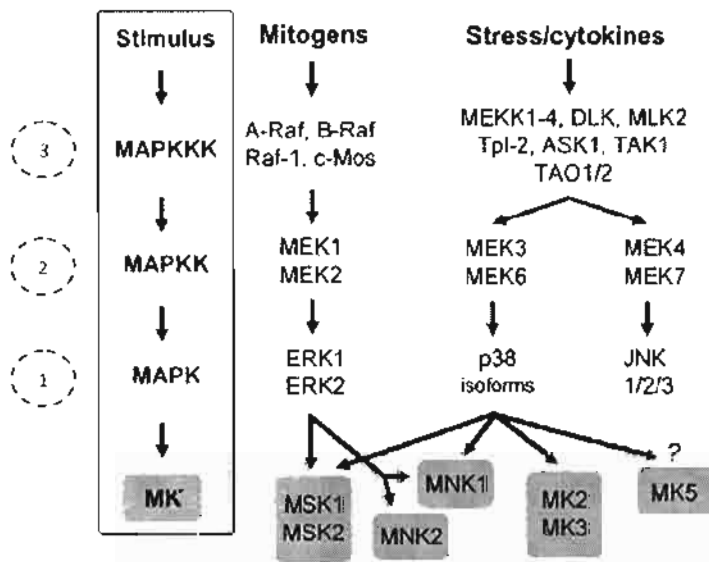 Stimulus
Mitogens
Stress/cytokines
3
MAPKKK
A-Raf, B-Raf
Raf-1, c-Mos
MEKK1-4, DLK, MLK2
Tpl-2, ASK1, TAK1
TAO1/2
2
MAPKK
MEK1
MEK2
MEK3
MEK6
MEK4
MEK7
1
MAPK
ERK1
ERK2
p38
isoforms
JNK
1/2/3
MK
MSK1
MSK2
MNK2
MNK1
MK2
MK3
?
MK5